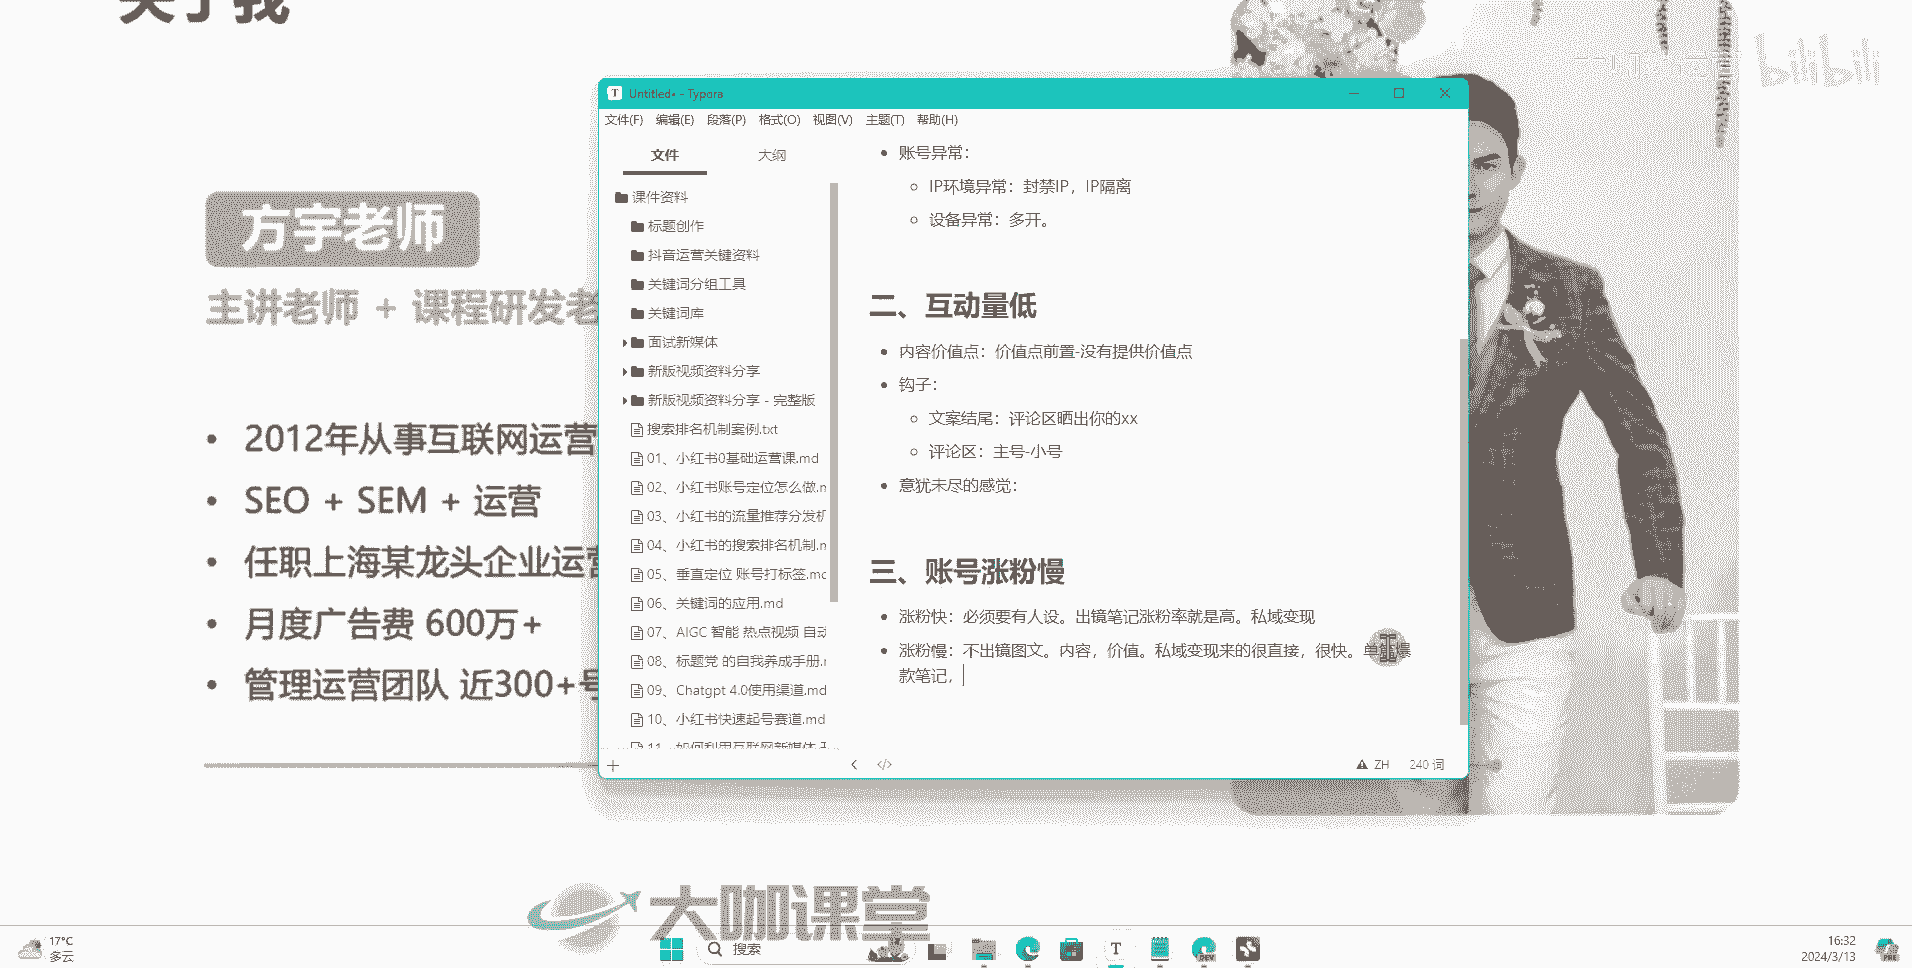 关于我
bilibili
方宇老师
主讲老师 + 课程研发老
• 2012年从事互联网运营
• SEO + SEM + 运营
• 任职上海某龙头企业运营
• 月度广告费 600万+
• 管理运营团队 近300+号
Untitled• - Typora
文件(F) 编辑(E) 段落(P) 格式(O) 视图(V) 主题(T) 帮助(H)
文件 大纲
课件资料
标题创作
抖音运营关键资料
关键词分组工具
关键词库
面试新媒体
新版视频资料分享
新版视频资料分享 - 完整版
搜索排名机制案例.txt
01、小红书0基础运营课.md
02、小红书账号定位怎么做.m
03、小红书的流量推荐分发机
04、小红书的搜索排名机制.m
05、垂直定位 账号打标签.md
06、关键词的应用.md
07、AIGC 智能 热点视频 自动
08、标题党 的自我养成手册.m
09、Chatgpt 4.0使用渠道.md
10、小红书快速起号赛道.md
11、如何利用互联网新媒体
• 账号异常：
IP环境异常：封禁IP，IP隔离
设备异常：多开。
二、互动量低
• 内容价值点：价值点前置-没有提供价值点
• 钩子：
文案结尾：评论区晒出你的xx
评论区：主号-小号
• 意犹未尽的感觉：
三、账号涨粉慢
• 涨粉快：必须要有人设。出镜笔记涨粉率就是高。私域变现
• 涨粉慢：不出镜图文。内容，价值。私域变现来的很直接，很快。单篇爆
款笔记，
ZH 240 词
大咖课堂
17°C
多云
搜索
DEV
16:32
2024/3/13
PRE